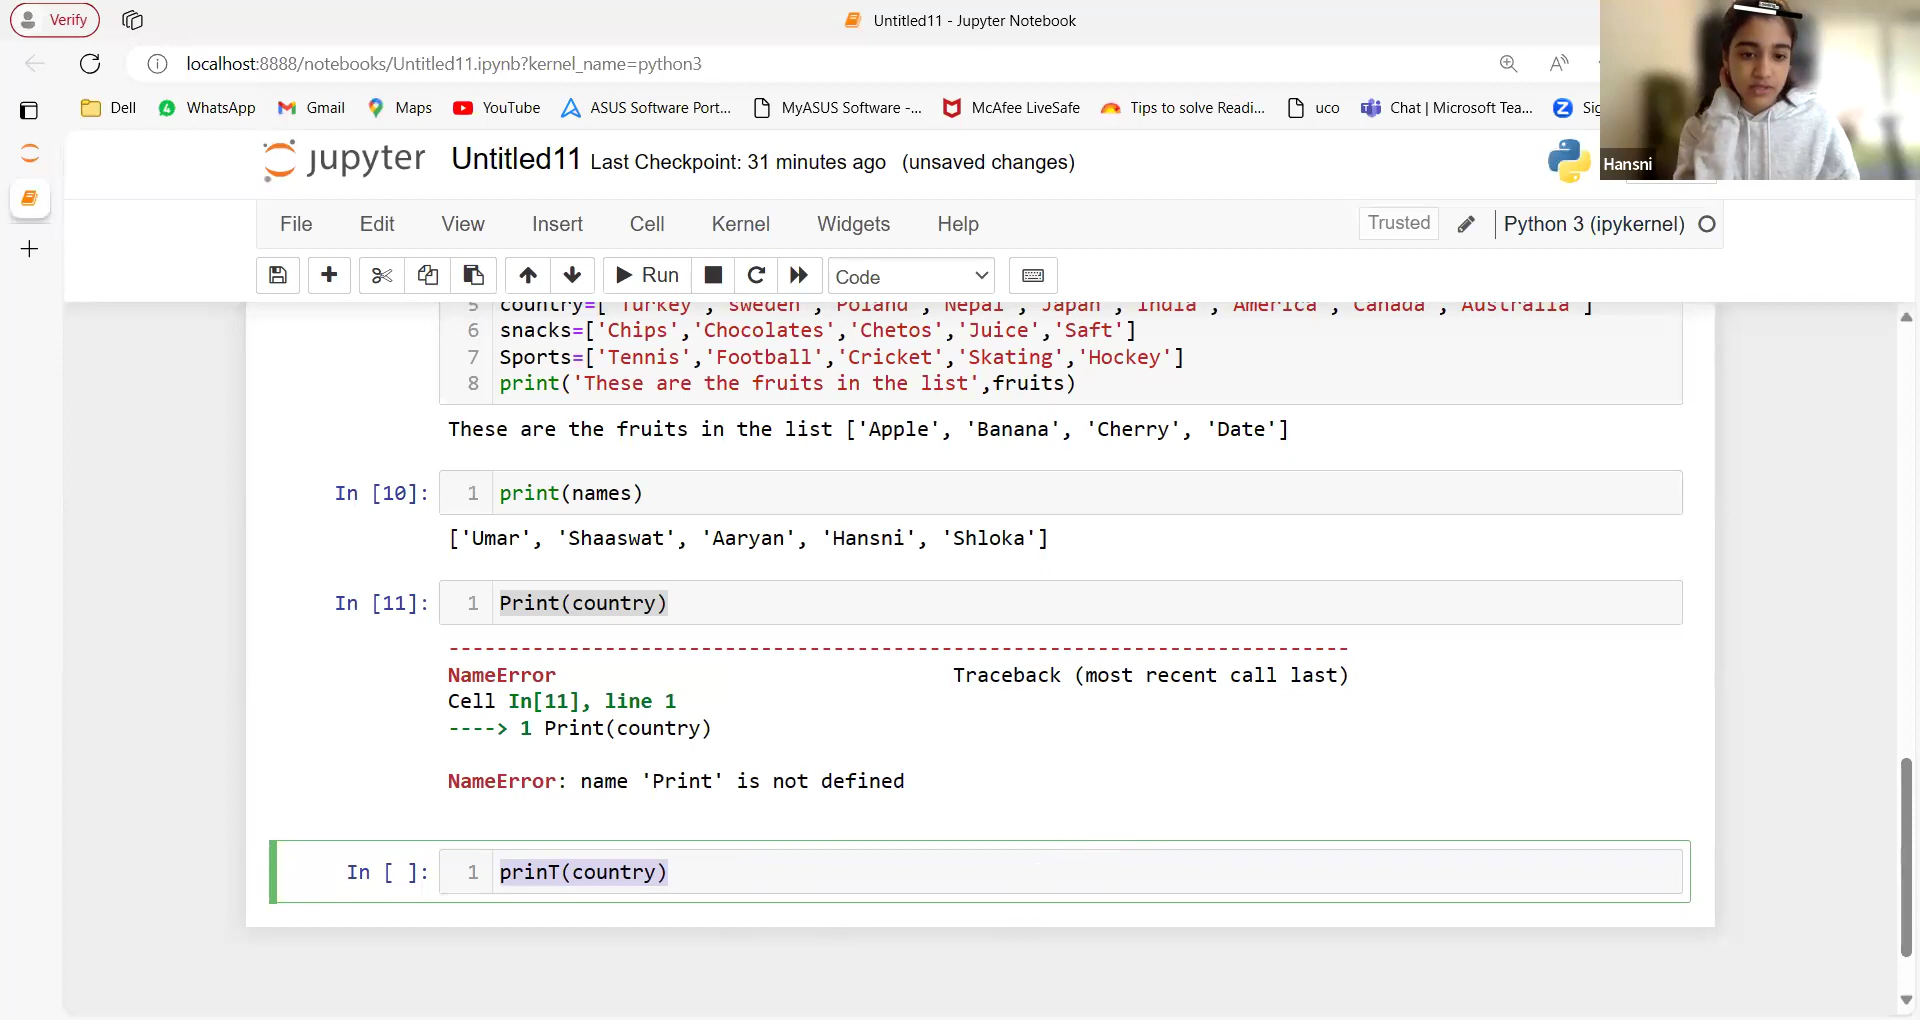 Verify
Untitled11 - Jupyter Notebook
localhost:8888/notebooks/Untitled11.ipynb?kernel_name=python3
Dell
WhatsApp
Gmail
Maps
YouTube
ASUS Software Port...
MyASUS Software -...
McAfee LiveSafe
Tips to solve Readi...
uco
Chat | Microsoft Tea...
Hansni
jupyter Untitled11 Last Checkpoint: 31 minutes ago (unsaved changes)
File Edit View Insert Cell Kernel Widgets Help
Trusted
Python 3 (ipykernel)
Run
Code
5 country=['Turkey','sweden','Poland','Nepal','Japan','India','America','Canada','Australia']
6 snacks=['Chips','Chocolates','Chetos','Juice','Saft']
7 Sports=['Tennis','Football','Cricket','Skating','Hockey']
8 print('These are the fruits in the list',fruits)
These are the fruits in the list ['Apple', 'Banana', 'Cherry', 'Date']
In [10]: 1 print(names)
['Umar', 'Shaaswat', 'Aaryan', 'Hansni', 'Shloka']
In [11]: 1 Print(country)
---------------------------------------------------------------------------
NameError Traceback (most recent call last)
Cell In[11], line 1
----> 1 Print(country)
NameError: name 'Print' is not defined
In [ ]: 1 prinT(country)